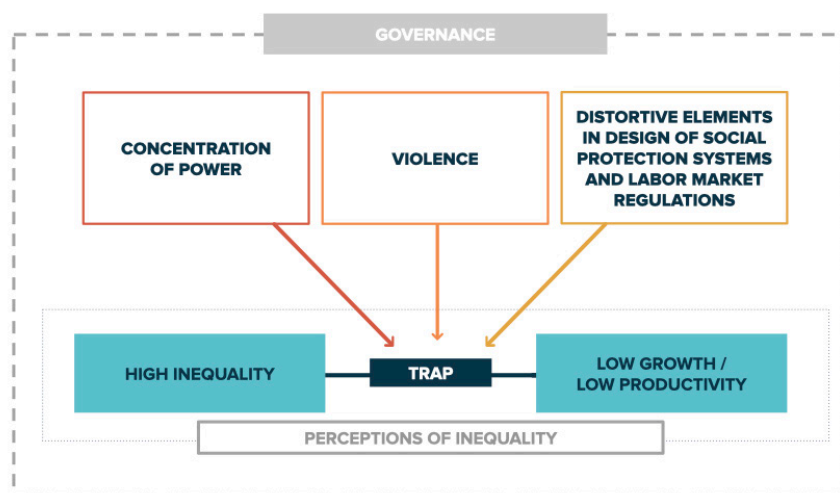 GOVERNANCE
CONCENTRATION
OF POWER
VIOLENCE
DISTORTIVE ELEMENTS
IN DESIGN OF SOCIAL
PROTECTION SYSTEMS
AND LABOR MARKET
REGULATIONS
HIGH INEQUALITY
TRAP
LOW GROWTH /
LOW PRODUCTIVITY
PERCEPTIONS OF INEQUALITY